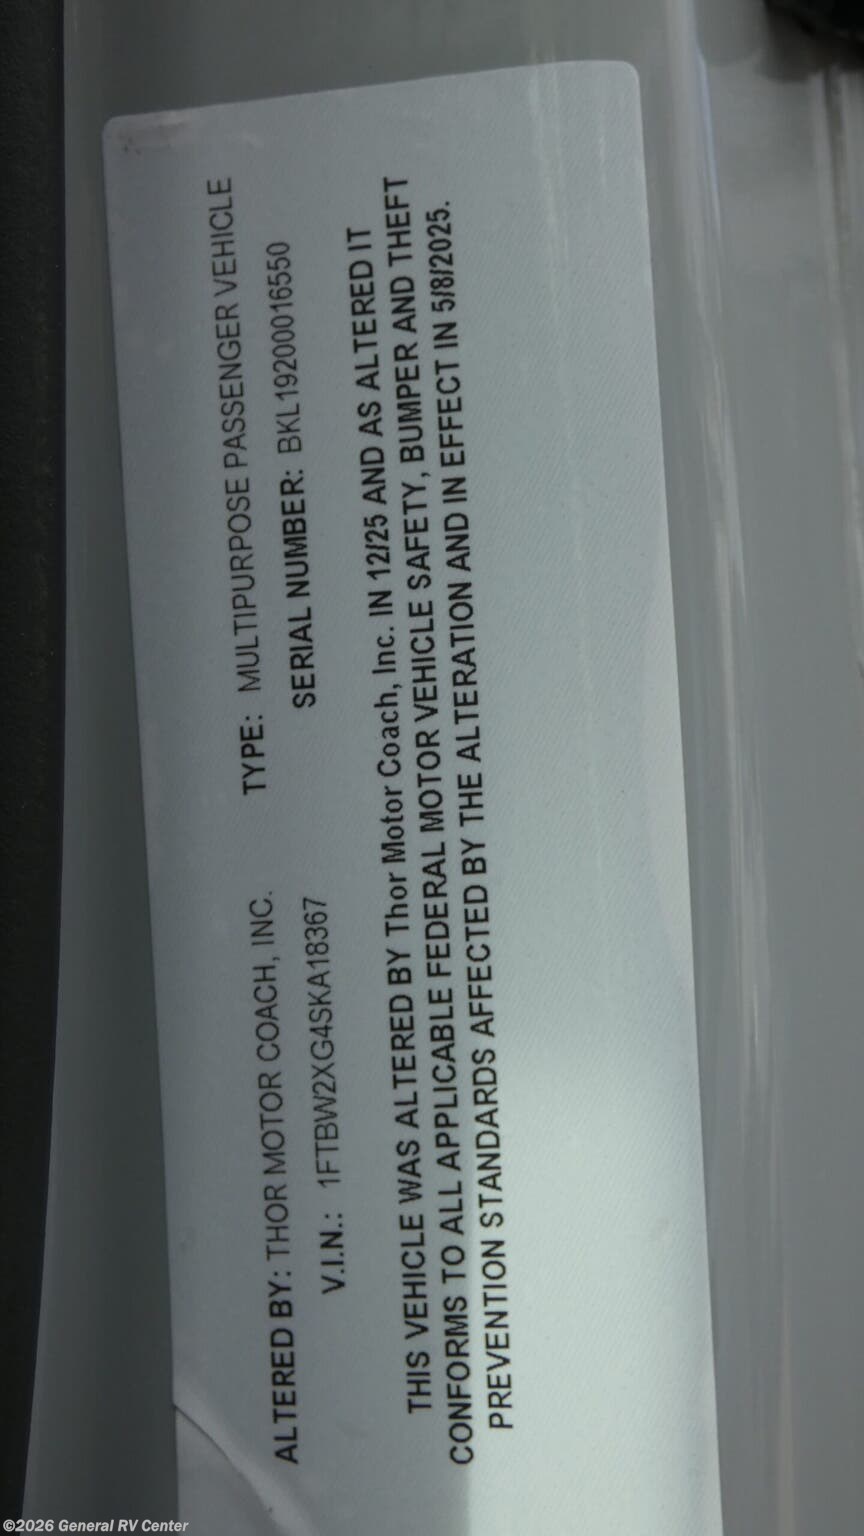 ALTERED BY: THOR MOTOR COACH, INC. TYPE: MULTIPURPOSE PASSENGER VEHICLE
V.I.N.: 1FTBW2XG4SKA18367 SERIAL NUMBER: BKL19200016550
THIS VEHICLE WAS ALTERED BY Thor Motor Coach, Inc. IN 12/25 AND AS ALTERED IT
CONFORMS TO ALL APPLICABLE FEDERAL MOTOR VEHICLE SAFETY, BUMPER AND THEFT
PREVENTION STANDARDS AFFECTED BY THE ALTERATION AND IN EFFECT IN 5/8/2025.
©2026 General RV Center